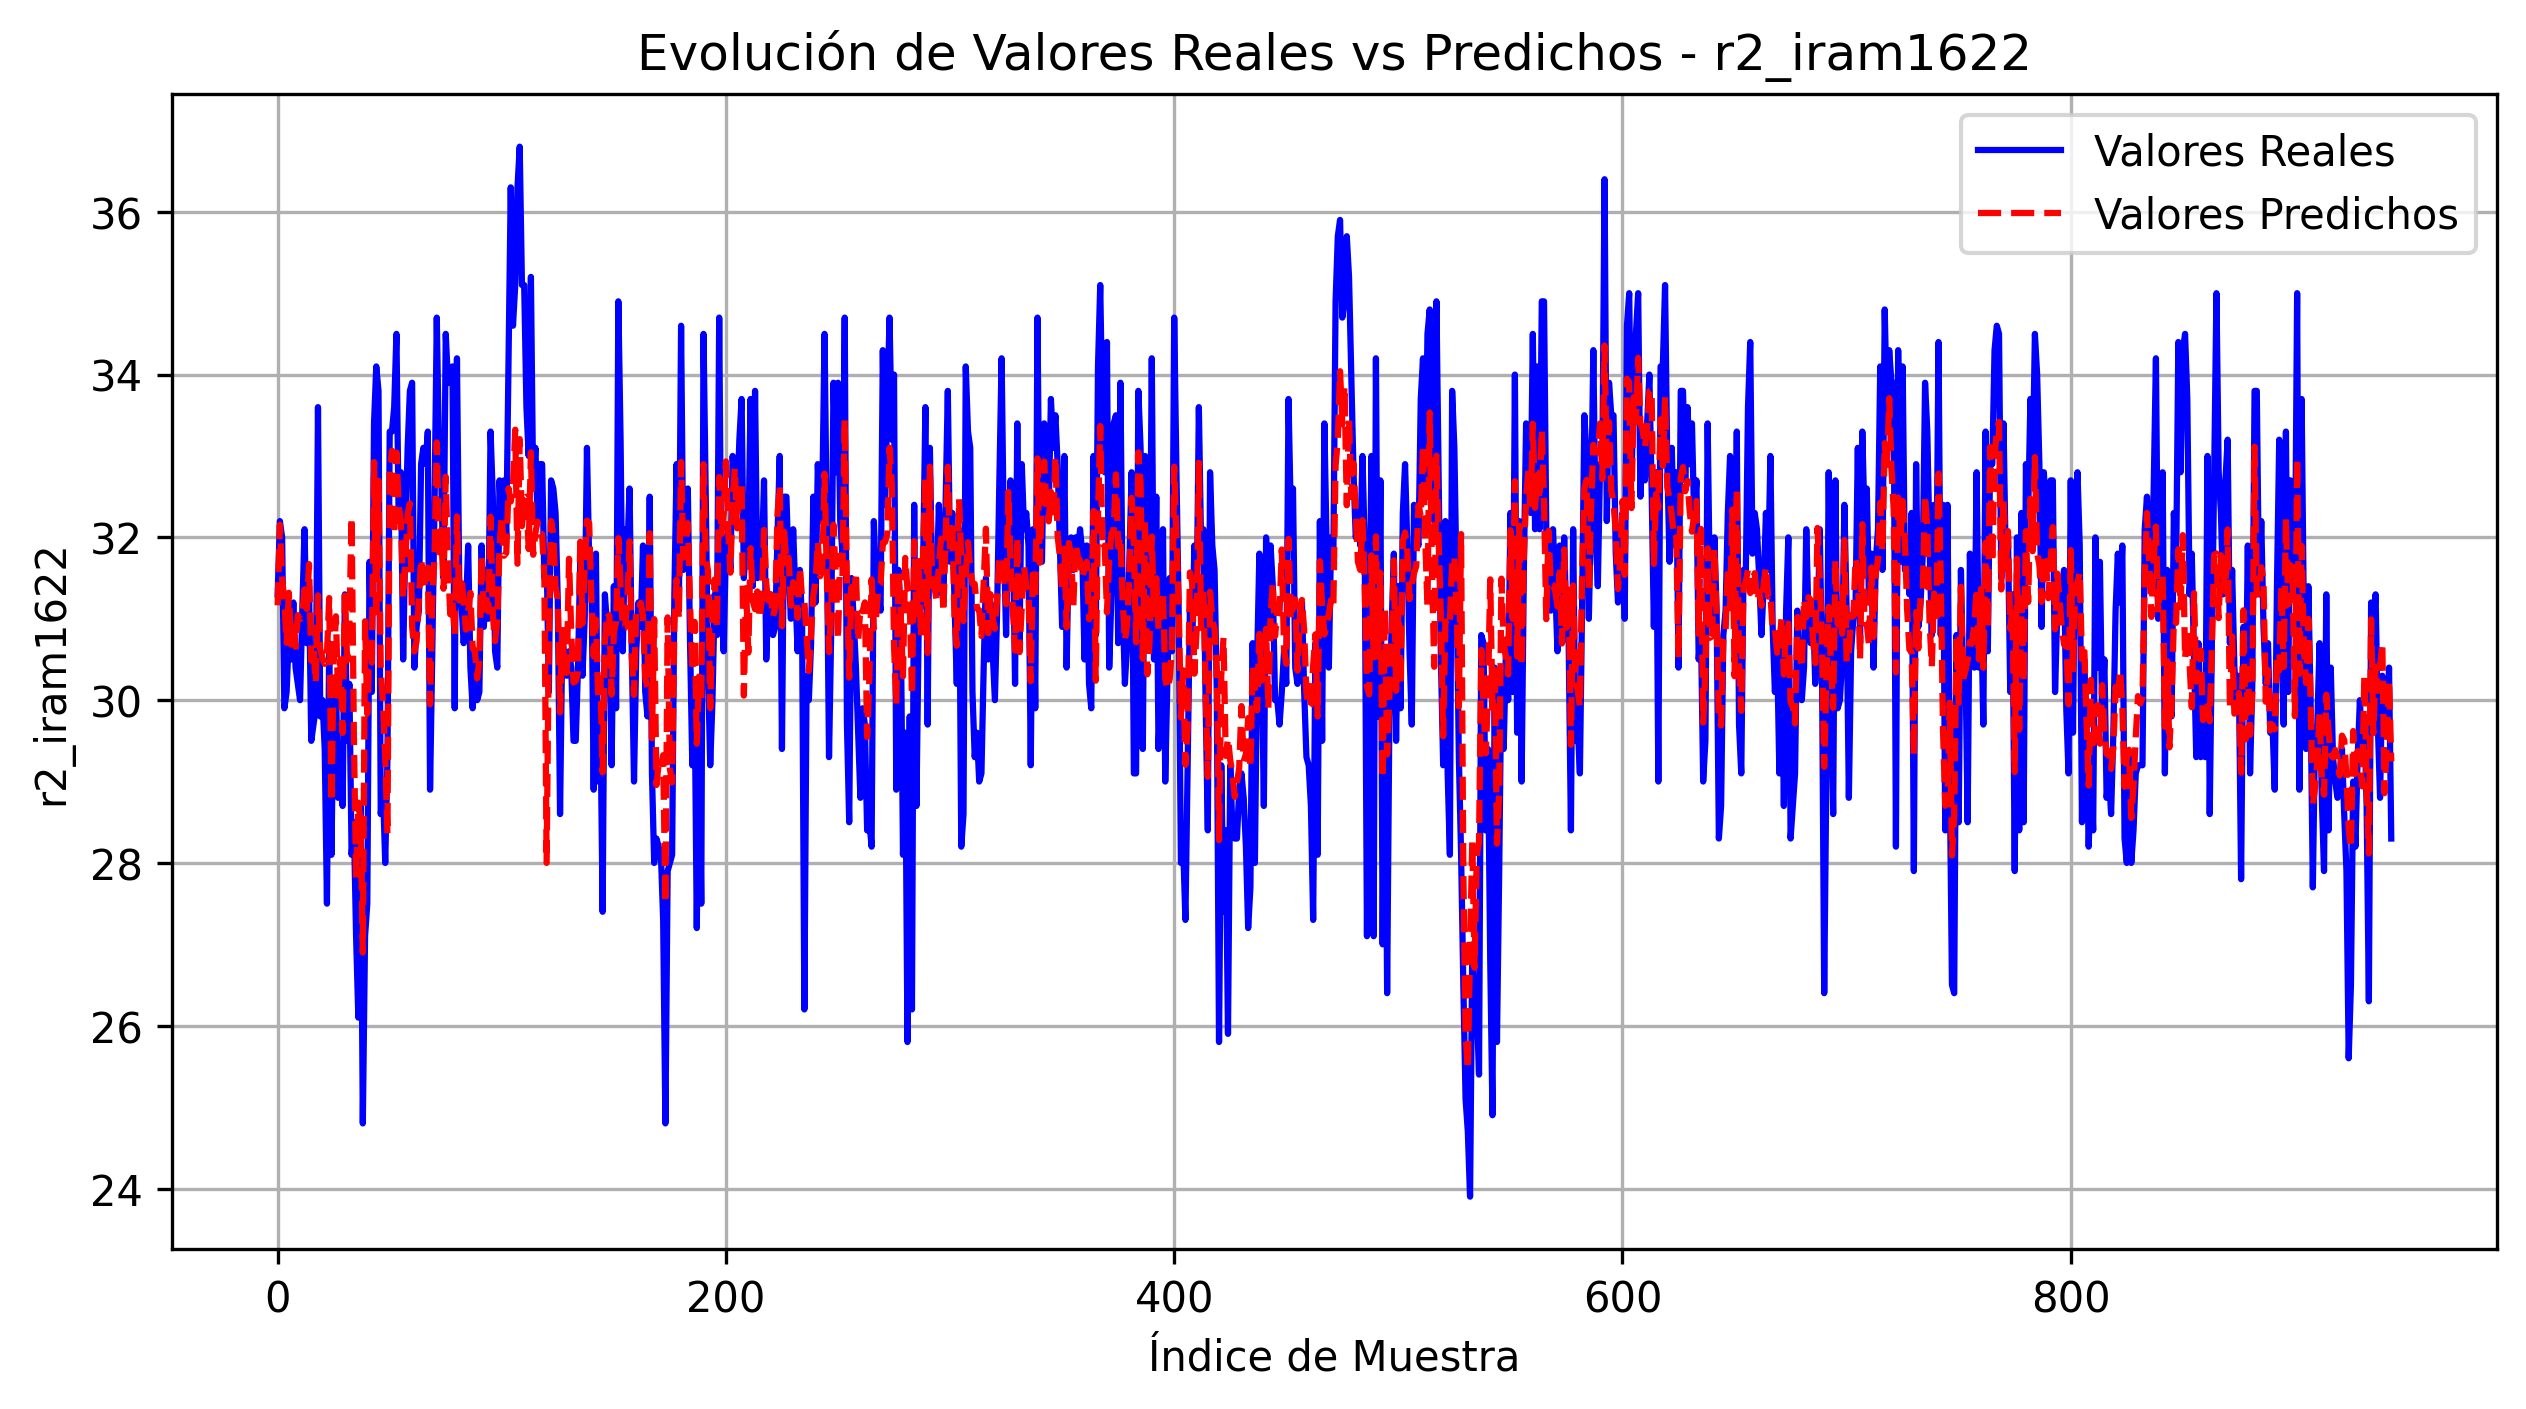 Evolución de Valores Reales vs Predichos - r2_iram1622
Valores Reales
Valores Predichos
r2_iram1622
36
34
32
30
28
26
24
0
200
400
600
800
Índice de Muestra